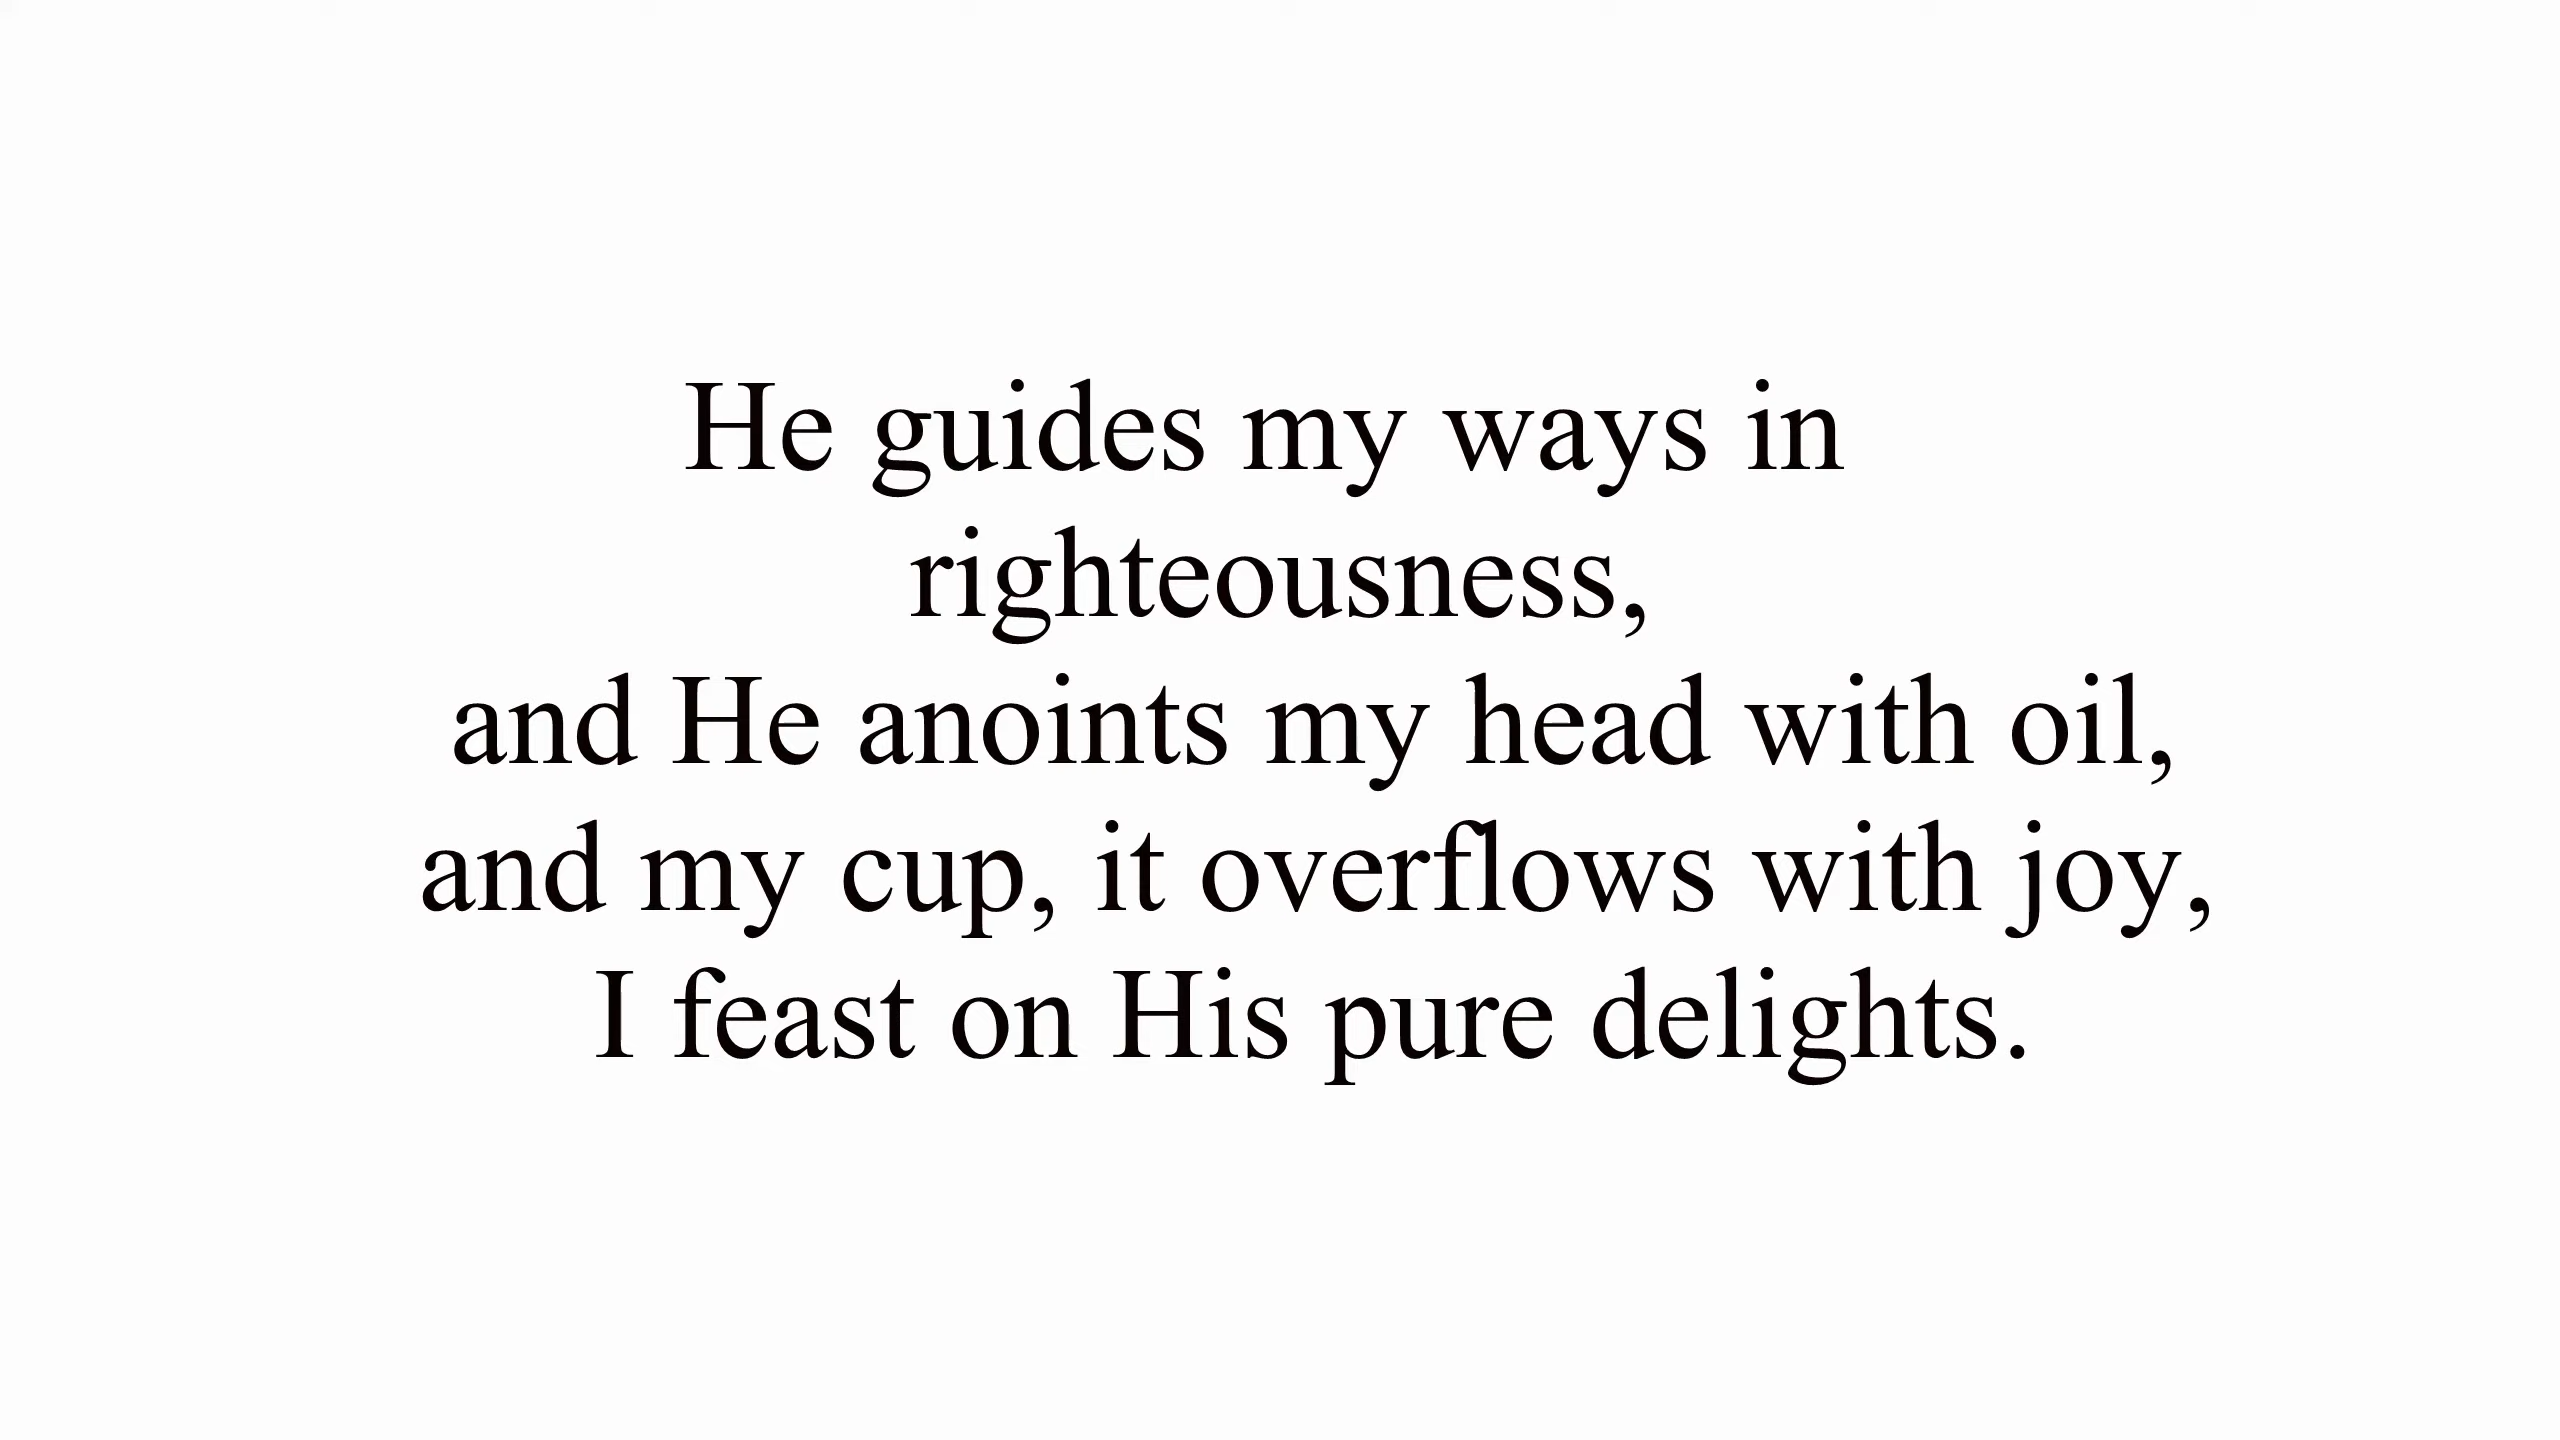 He guides my ways in
righteousness,
and He anoints my head with oil,
and my cup, it overflows with joy,
I feast on His pure delights.